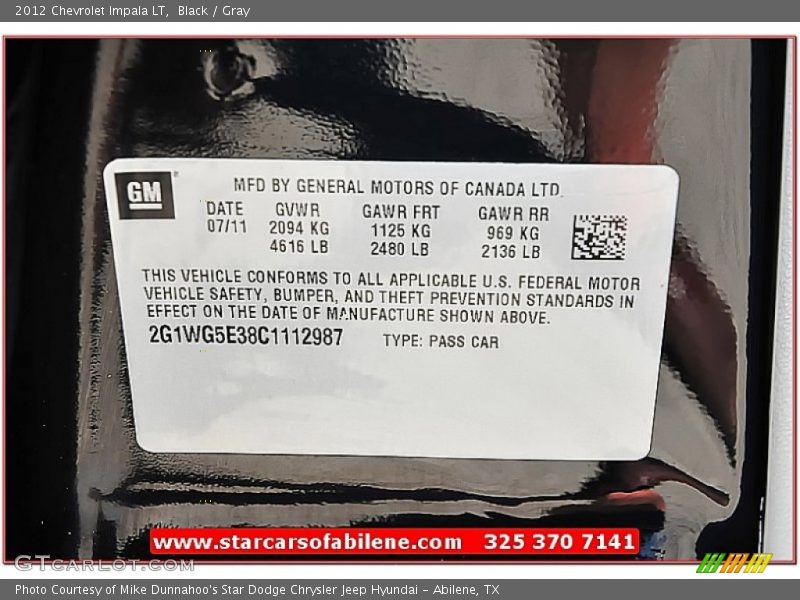 2012 Chevrolet Impala LT, Black / Gray
GM
MFD BY GENERAL MOTORS OF CANADA LTD.
DATE GVWR GAWR FRT GAWR RR
07/11 2094 KG 1125 KG 969 KG
4616 LB 2480 LB 2136 LB
THIS VEHICLE CONFORMS TO ALL APPLICABLE U.S. FEDERAL MOTOR
VEHICLE SAFETY, BUMPER, AND THEFT PREVENTION STANDARDS IN
EFFECT ON THE DATE OF MANUFACTURE SHOWN ABOVE.
2G1WG5E38C1112987 TYPE: PASS CAR
www.starcarsofabilene.com 325 370 7141
GTcarlot.com
Photo Courtesy of Mike Dunnahoo's Star Dodge Chrysler Jeep Hyundai - Abilene, TX